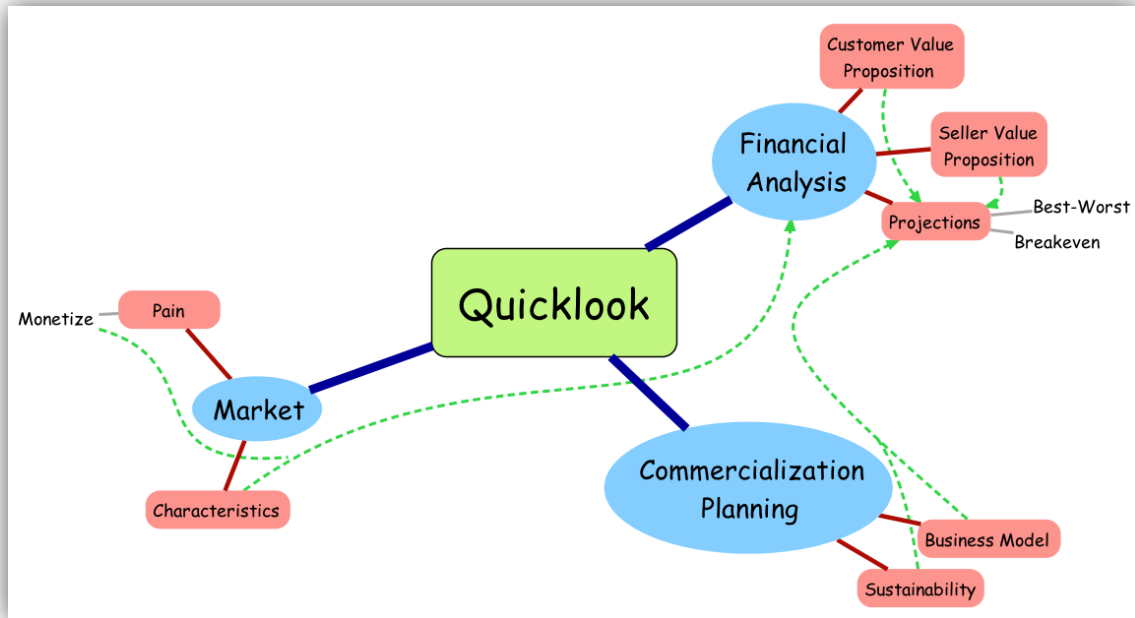 Customer Value
Proposition
Financial
Analysis
Seller Value
Proposition
Projections
Best-Worst
Breakeven
Quicklook
Monetize
Pain
Market
Characteristics
Commercialization
Planning
Business Model
Sustainability